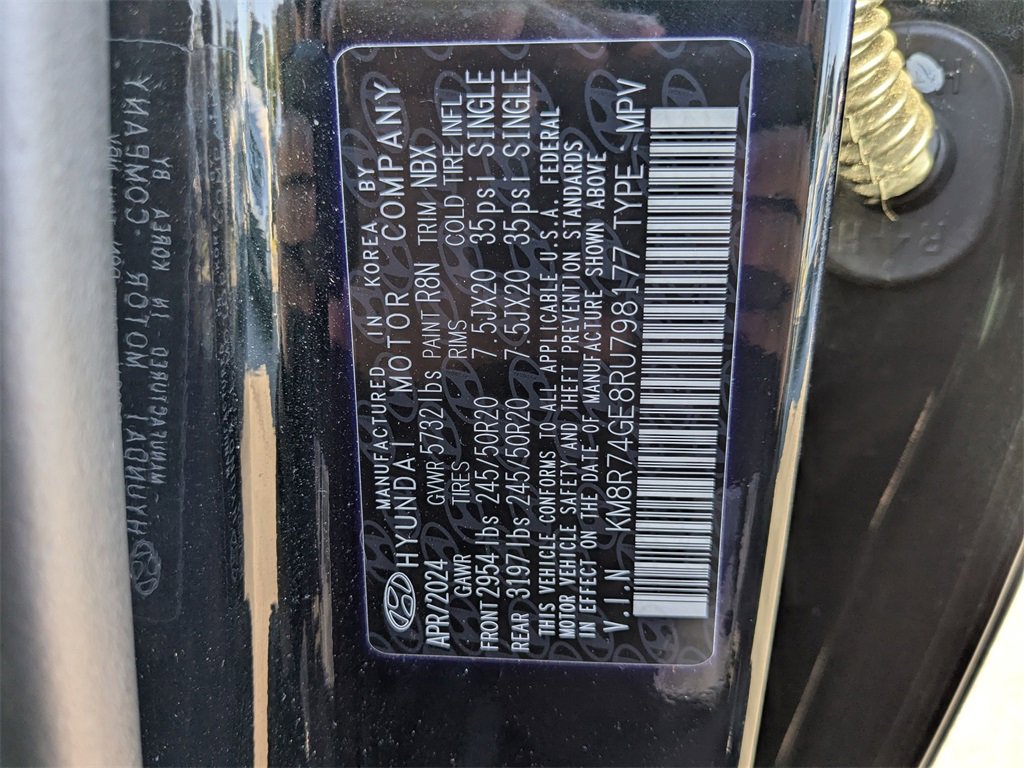 MANUFACTURED IN KOREA BY
HYUNDAI MOTOR COMPANY
APR/2024 GVWR 5732 lbs PAINT R8N TRIM NBX
GAWR TIRES RIMS COLD TIRE INFL
FRONT 2954 lbs 245/50R20 7.5JX20 35psi. SINGLE
REAR 3197 lbs 245/50R20 7.5JX20 35psi. SINGLE
THIS VEHICLE CONFORMS TO ALL APPLICABLE U.S.A. FEDERAL
MOTOR VEHICLE SAFETY AND THEFT PREVENTION STANDARDS
IN EFFECT ON THE DATE OF MANUFACTURE SHOWN ABOVE
V.I.N : KM8R74GE8RU798177 TYPE : MPV